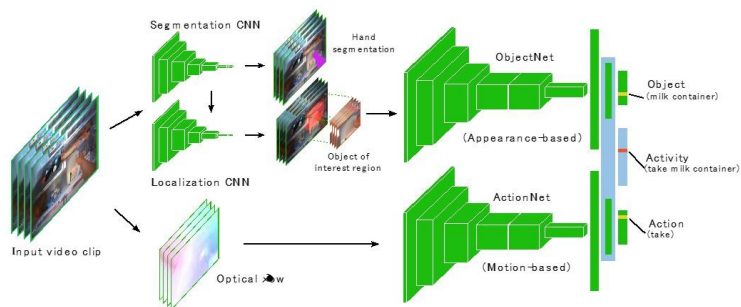 Segmentation CNN
Hand
segmentation
ObjectNet
(Appearance-based)
Object
(milk container)
Activity
(take milk container)
Action
(take)
Object of
interest region
Localization CNN
ActionNet
(Motion-based)
Input video clip
Optical